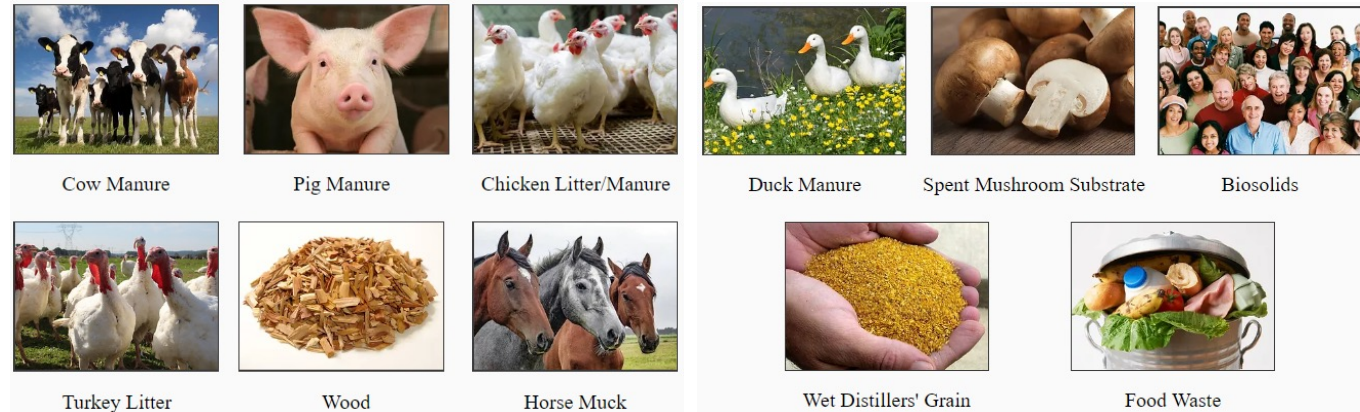 Cow Manure
Pig Manure
Chicken Litter/Manure
Duck Manure
Spent Mushroom Substrate
Biosolids
Turkey Litter
Wood
Horse Muck
Wet Distillers' Grain
Food Waste